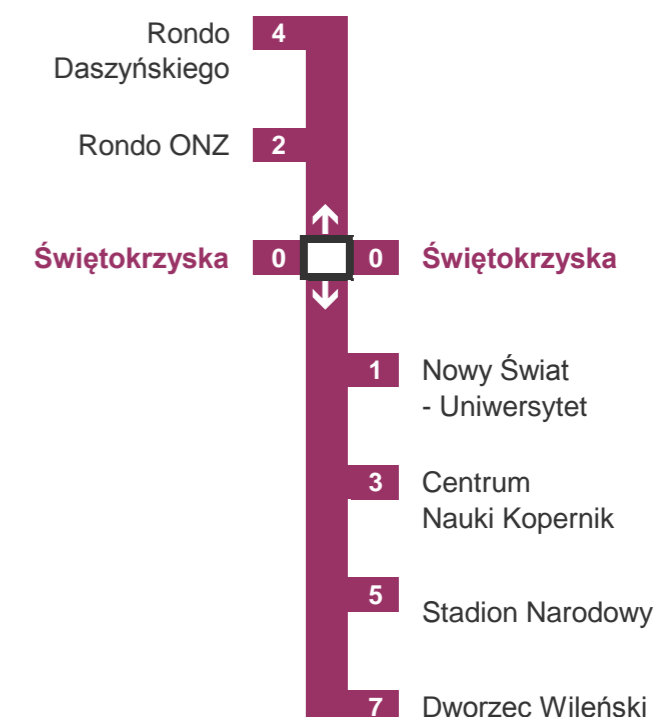 Rondo 4
Daszyńskiego
Rondo ONZ 2
Świętokrzyska 0 0 Świętokrzyska
1 Nowy Świat
- Uniwersytet
3 Centrum
Nauki Kopernik
5 Stadion Narodowy
7 Dworzec Wileński